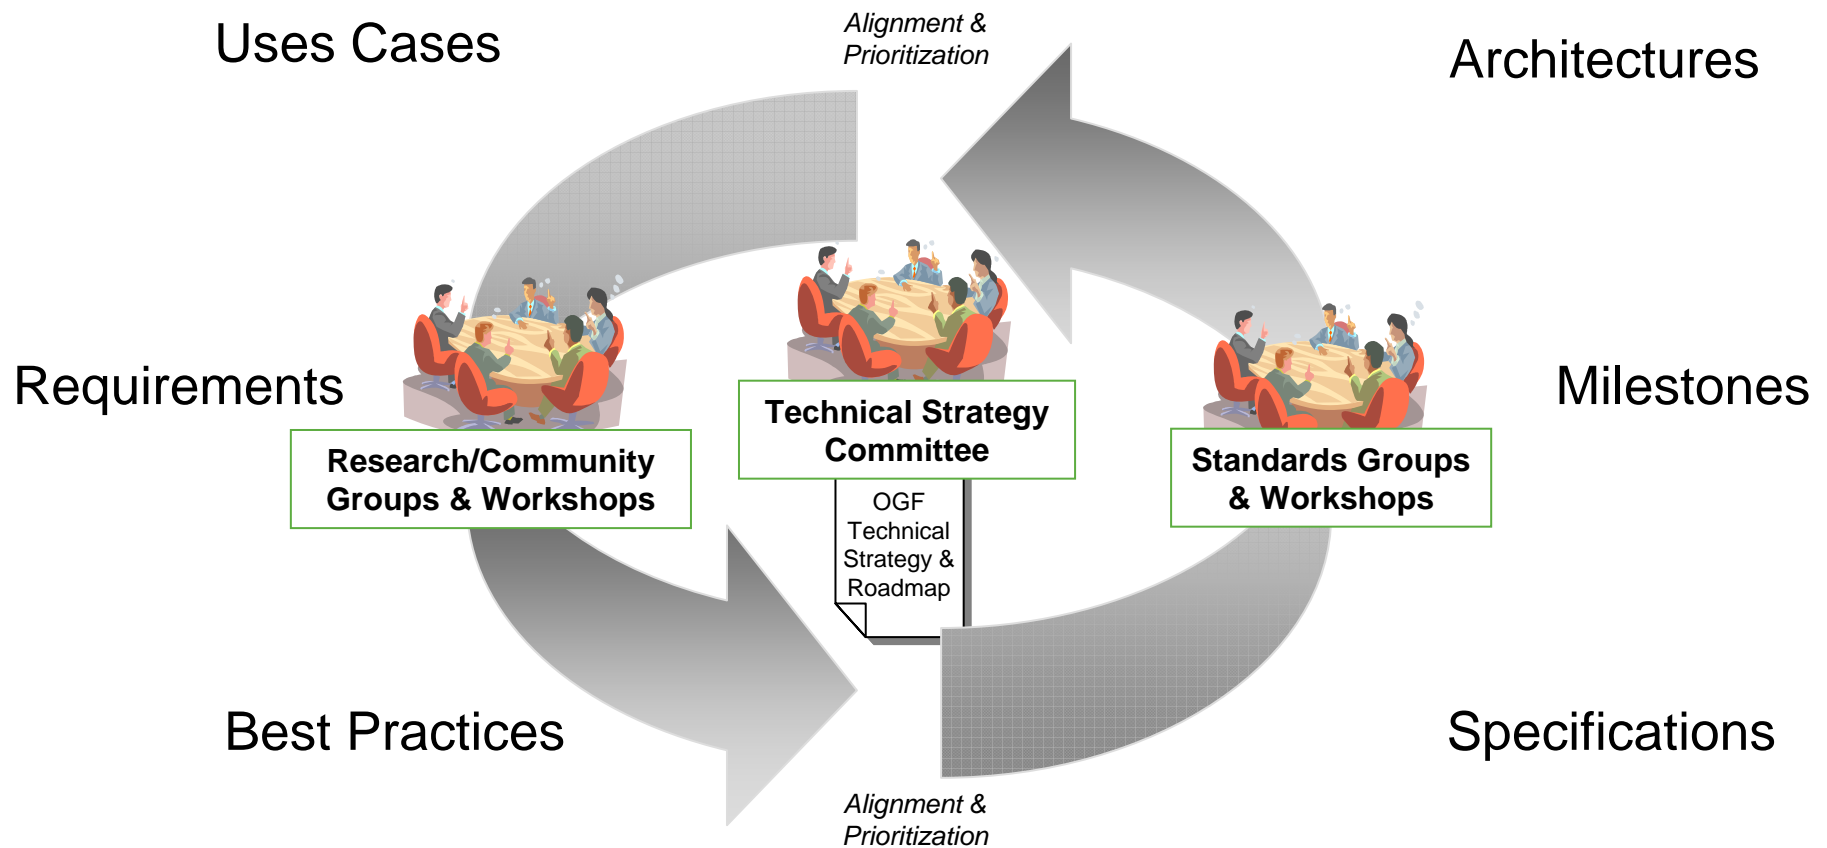 Uses Cases
Alignment &
Prioritization
Architectures
Requirements
Milestones
Technical Strategy
Committee
Research/Community
Groups & Workshops
Standards Groups
& Workshops
OGF
Technical
Strategy &
Roadmap
Best Practices
Specifications
Alignment &
Prioritization